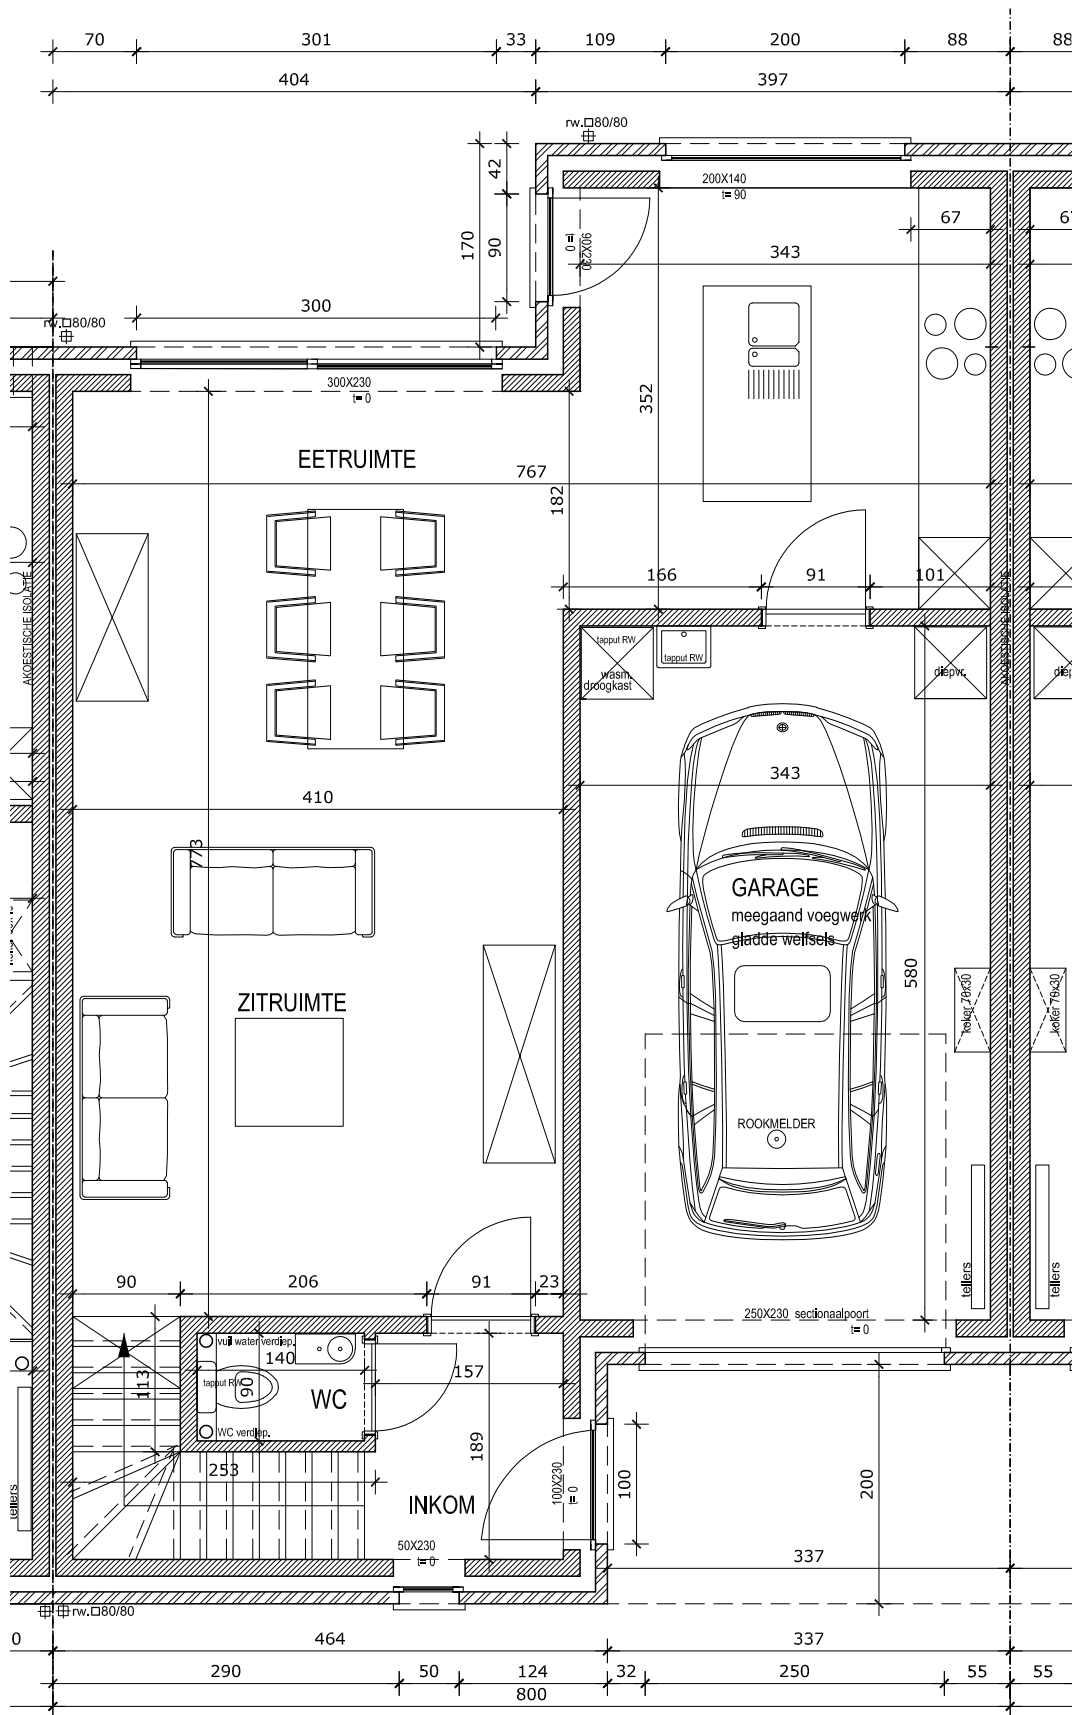 70 301 33 109 200 88 88
404 397
rw. 80/80
42
200X140
t= 90
67 67
170
90
90X230
t= 0
343
300
rw. 80/80
300X230
t= 0
352
EETRUIMTE
767
182
166 91 101
AKOESTISCHE ISOLATIE
AKOESTISCHE ISOLATIE
tapput RW
wasm.
droogkast
tapput RW
diepvr.
diep
343
410
773
GARAGE
meegaand voegwerk
gladde welfsels
580
ZITRUIMTE
koker 70x30
koker 70x30
ROOKMELDER
tellers
tellers
90 206 91 23
250X230 sectionaalpoort
t= 0
vuil water verdiep.
140
157
113
tapput RW
90
WC
WC verdiep.
189
253
100X230
t= 0
100
200
INKOM
tellers
50X230
t= 0
337
rw. 80/80
0 464 337
290 50 124 32 250 55 55
800